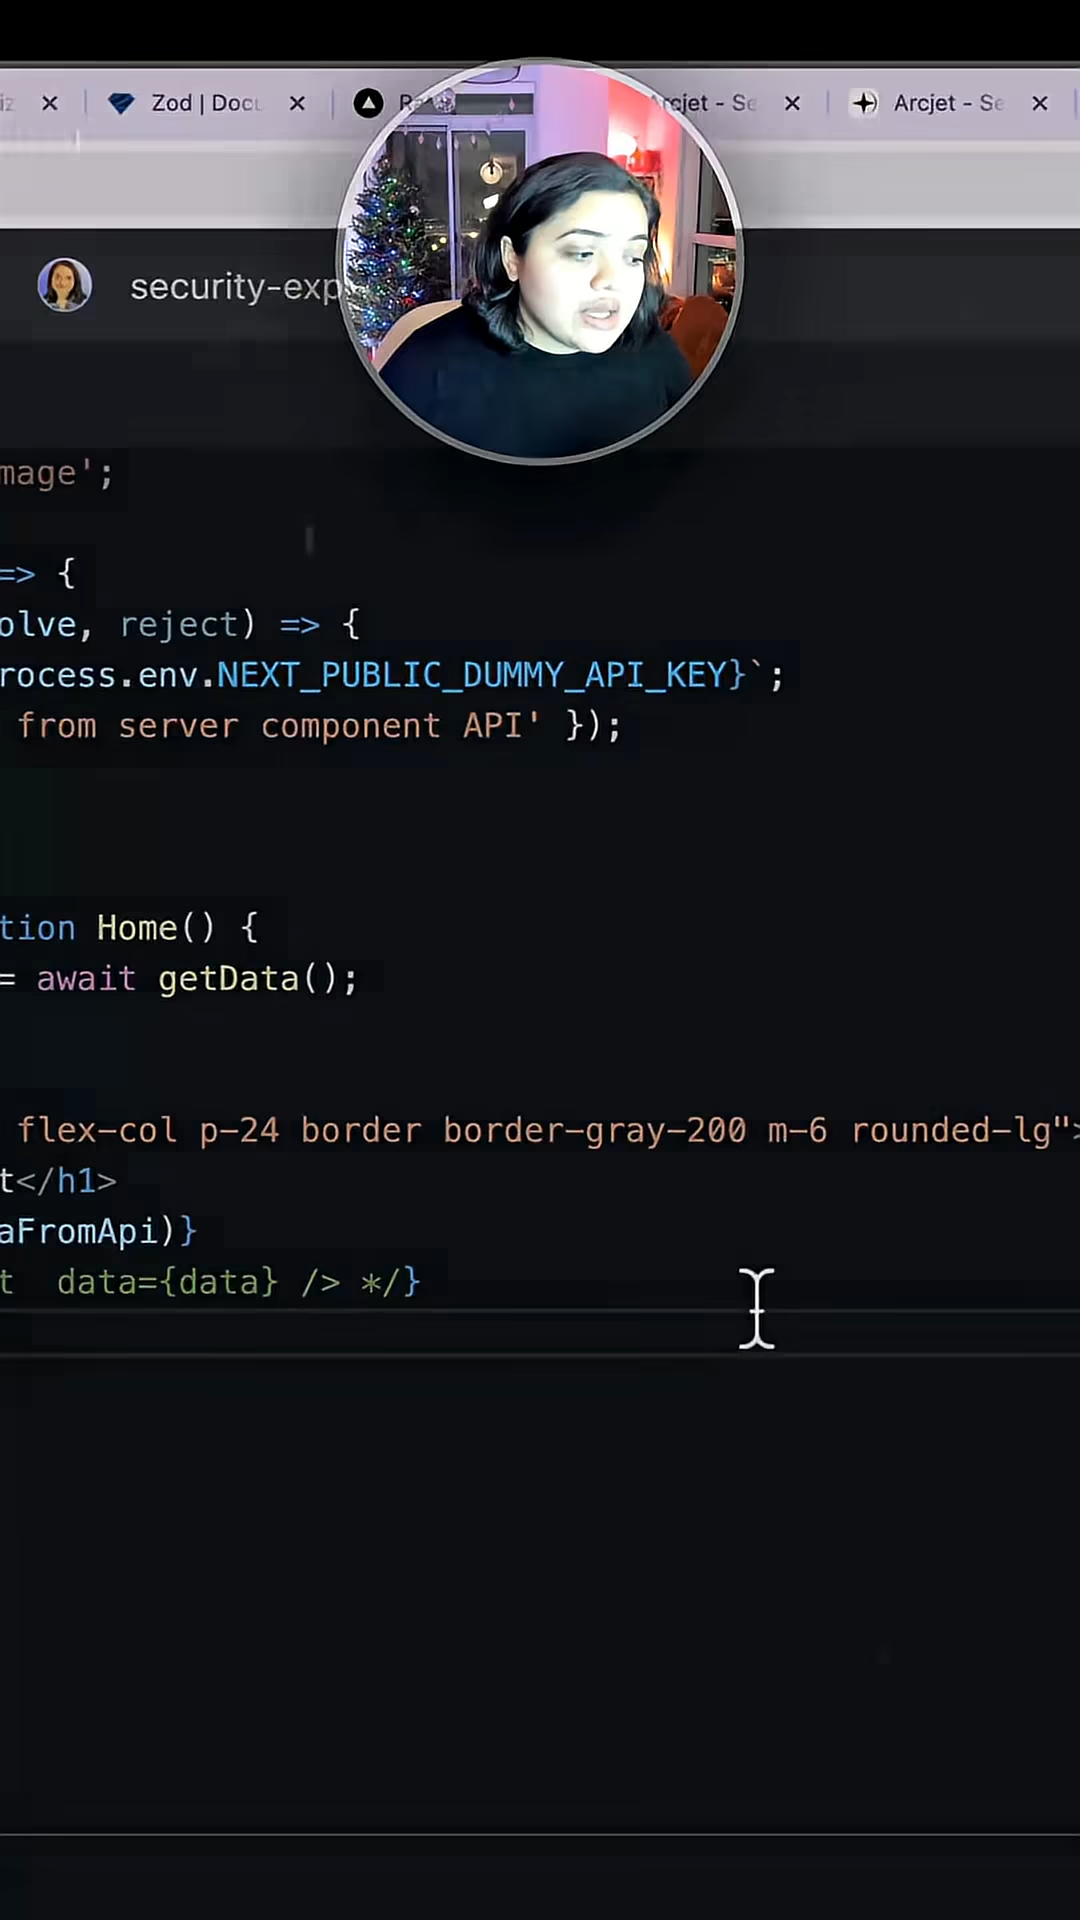 Zod | Docu
Arcjet - Se
security-exp
mage';
=> {
olve, reject) => {
rocess.env.NEXT_PUBLIC_DUMMY_API_KEY}`;
from server component API' });
tion Home() {
= await getData();
flex-col p-24 border border-gray-200 m-6 rounded-lg">
t</h1>
aFromApi)}
t  data={data} /> */}